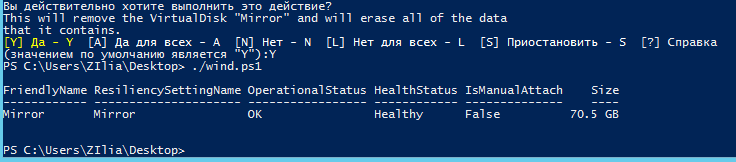 Вы действительно хотите выполнить это действие?
This will remove the VirtualDisk "Mirror" and will erase all of the data
that it contains.
[Y] Да - Y  [A] Да для всех - A  [N] Нет - N  [L] Нет для всех - L  [S] Приостановить - S  [?] Справка
(значением по умолчанию является "Y"):Y
PS C:\Users\ZIlia\Desktop> ./wind.ps1
FriendlyName ResiliencySettingName OperationalStatus HealthStatus IsManualAttach    Size
------------ --------------------- ----------------- ------------ --------------    ----
Mirror       Mirror                OK                Healthy      False          70.5 GB
PS C:\Users\ZIlia\Desktop>